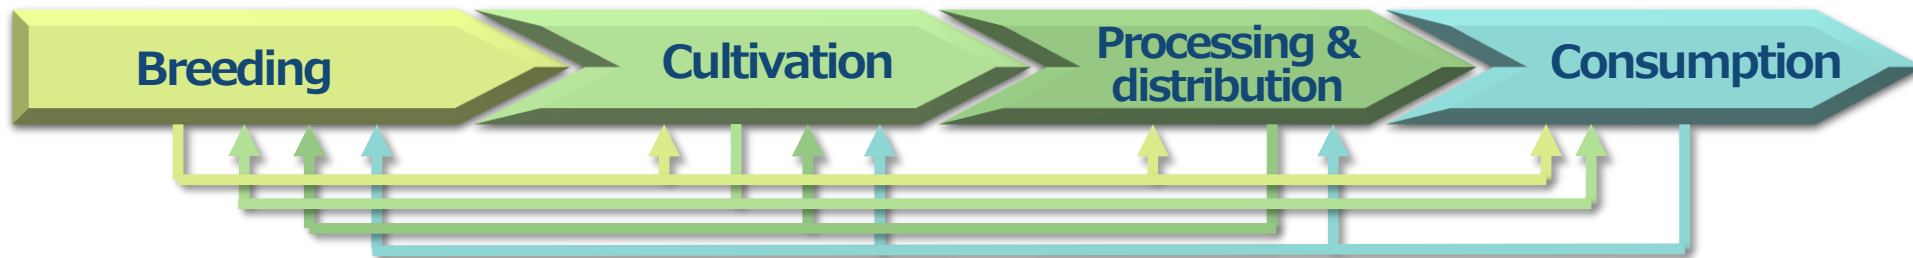 Breeding
Cultivation
Processing &
distribution
Consumption